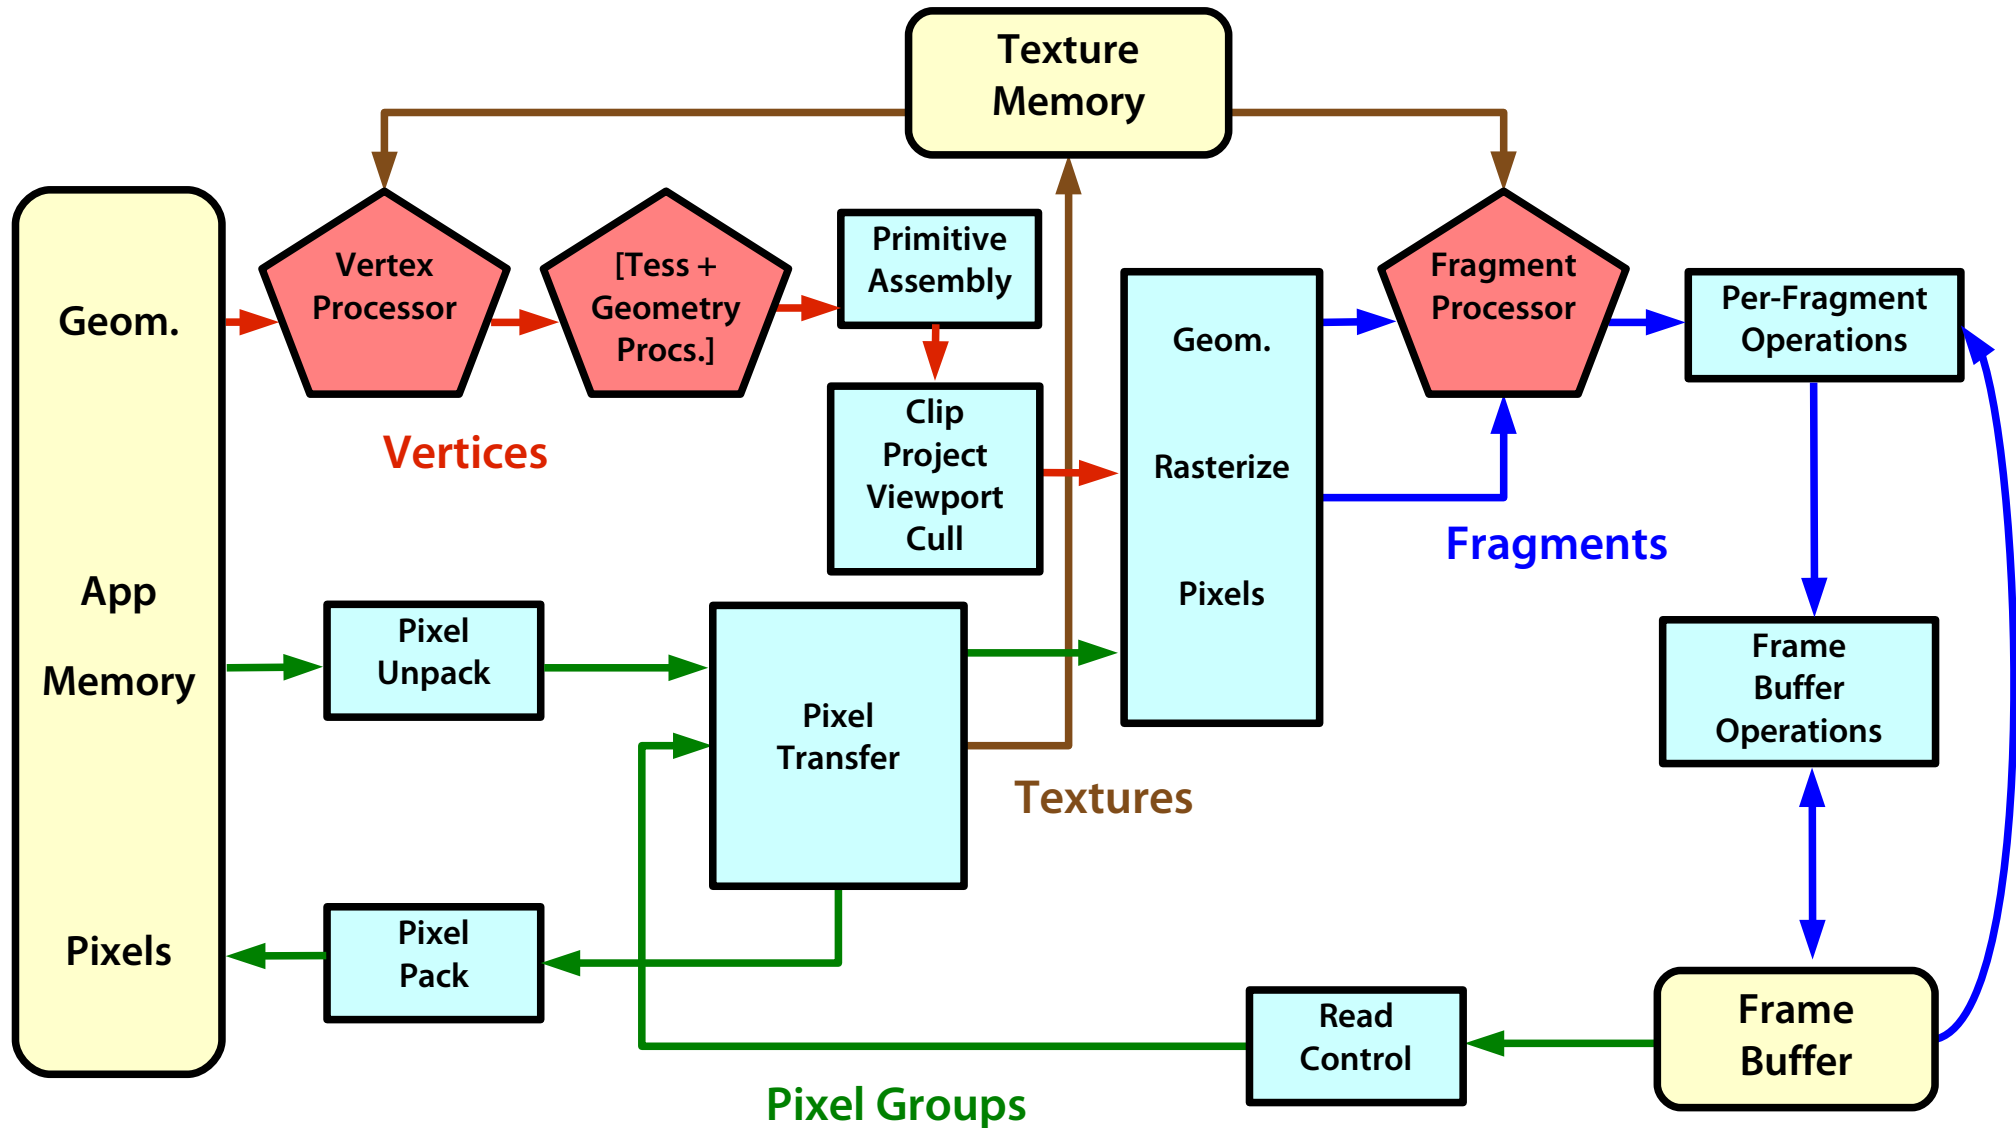 Texture
Memory
Geom.
App
Memory
Pixels
Vertex
Processor
[Tess +
Geometry
Procs.]
Primitive
Assembly
Clip
Project
Viewport
Cull
Vertices
Geom.
Rasterize
Pixels
Fragment
Processor
Per-Fragment
Operations
Fragments
Pixel
Unpack
Pixel
Transfer
Textures
Frame
Buffer
Operations
Pixel
Pack
Read
Control
Frame
Buffer
Pixel Groups